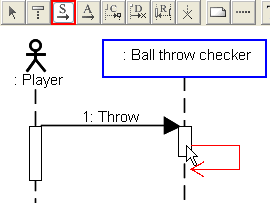 S A C D R
: Player
: Ball throw checker
1: Throw